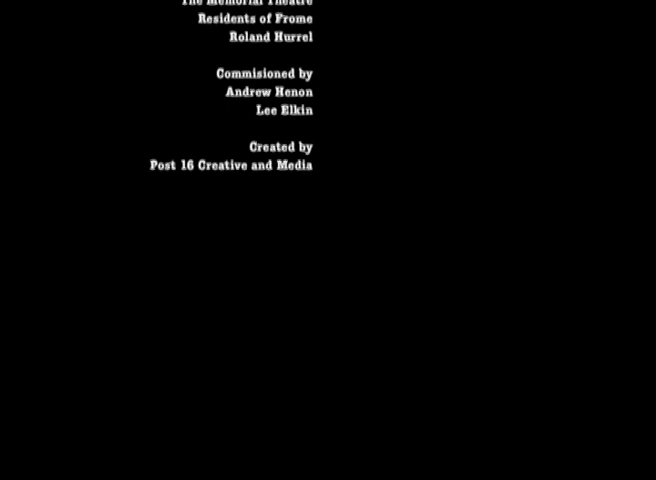 The Memorial Theatre
Residents of Frome
Roland Hurrel
Commisioned by
Andrew Henon
Lee Elkin
Created by
Post 16 Creative and Media